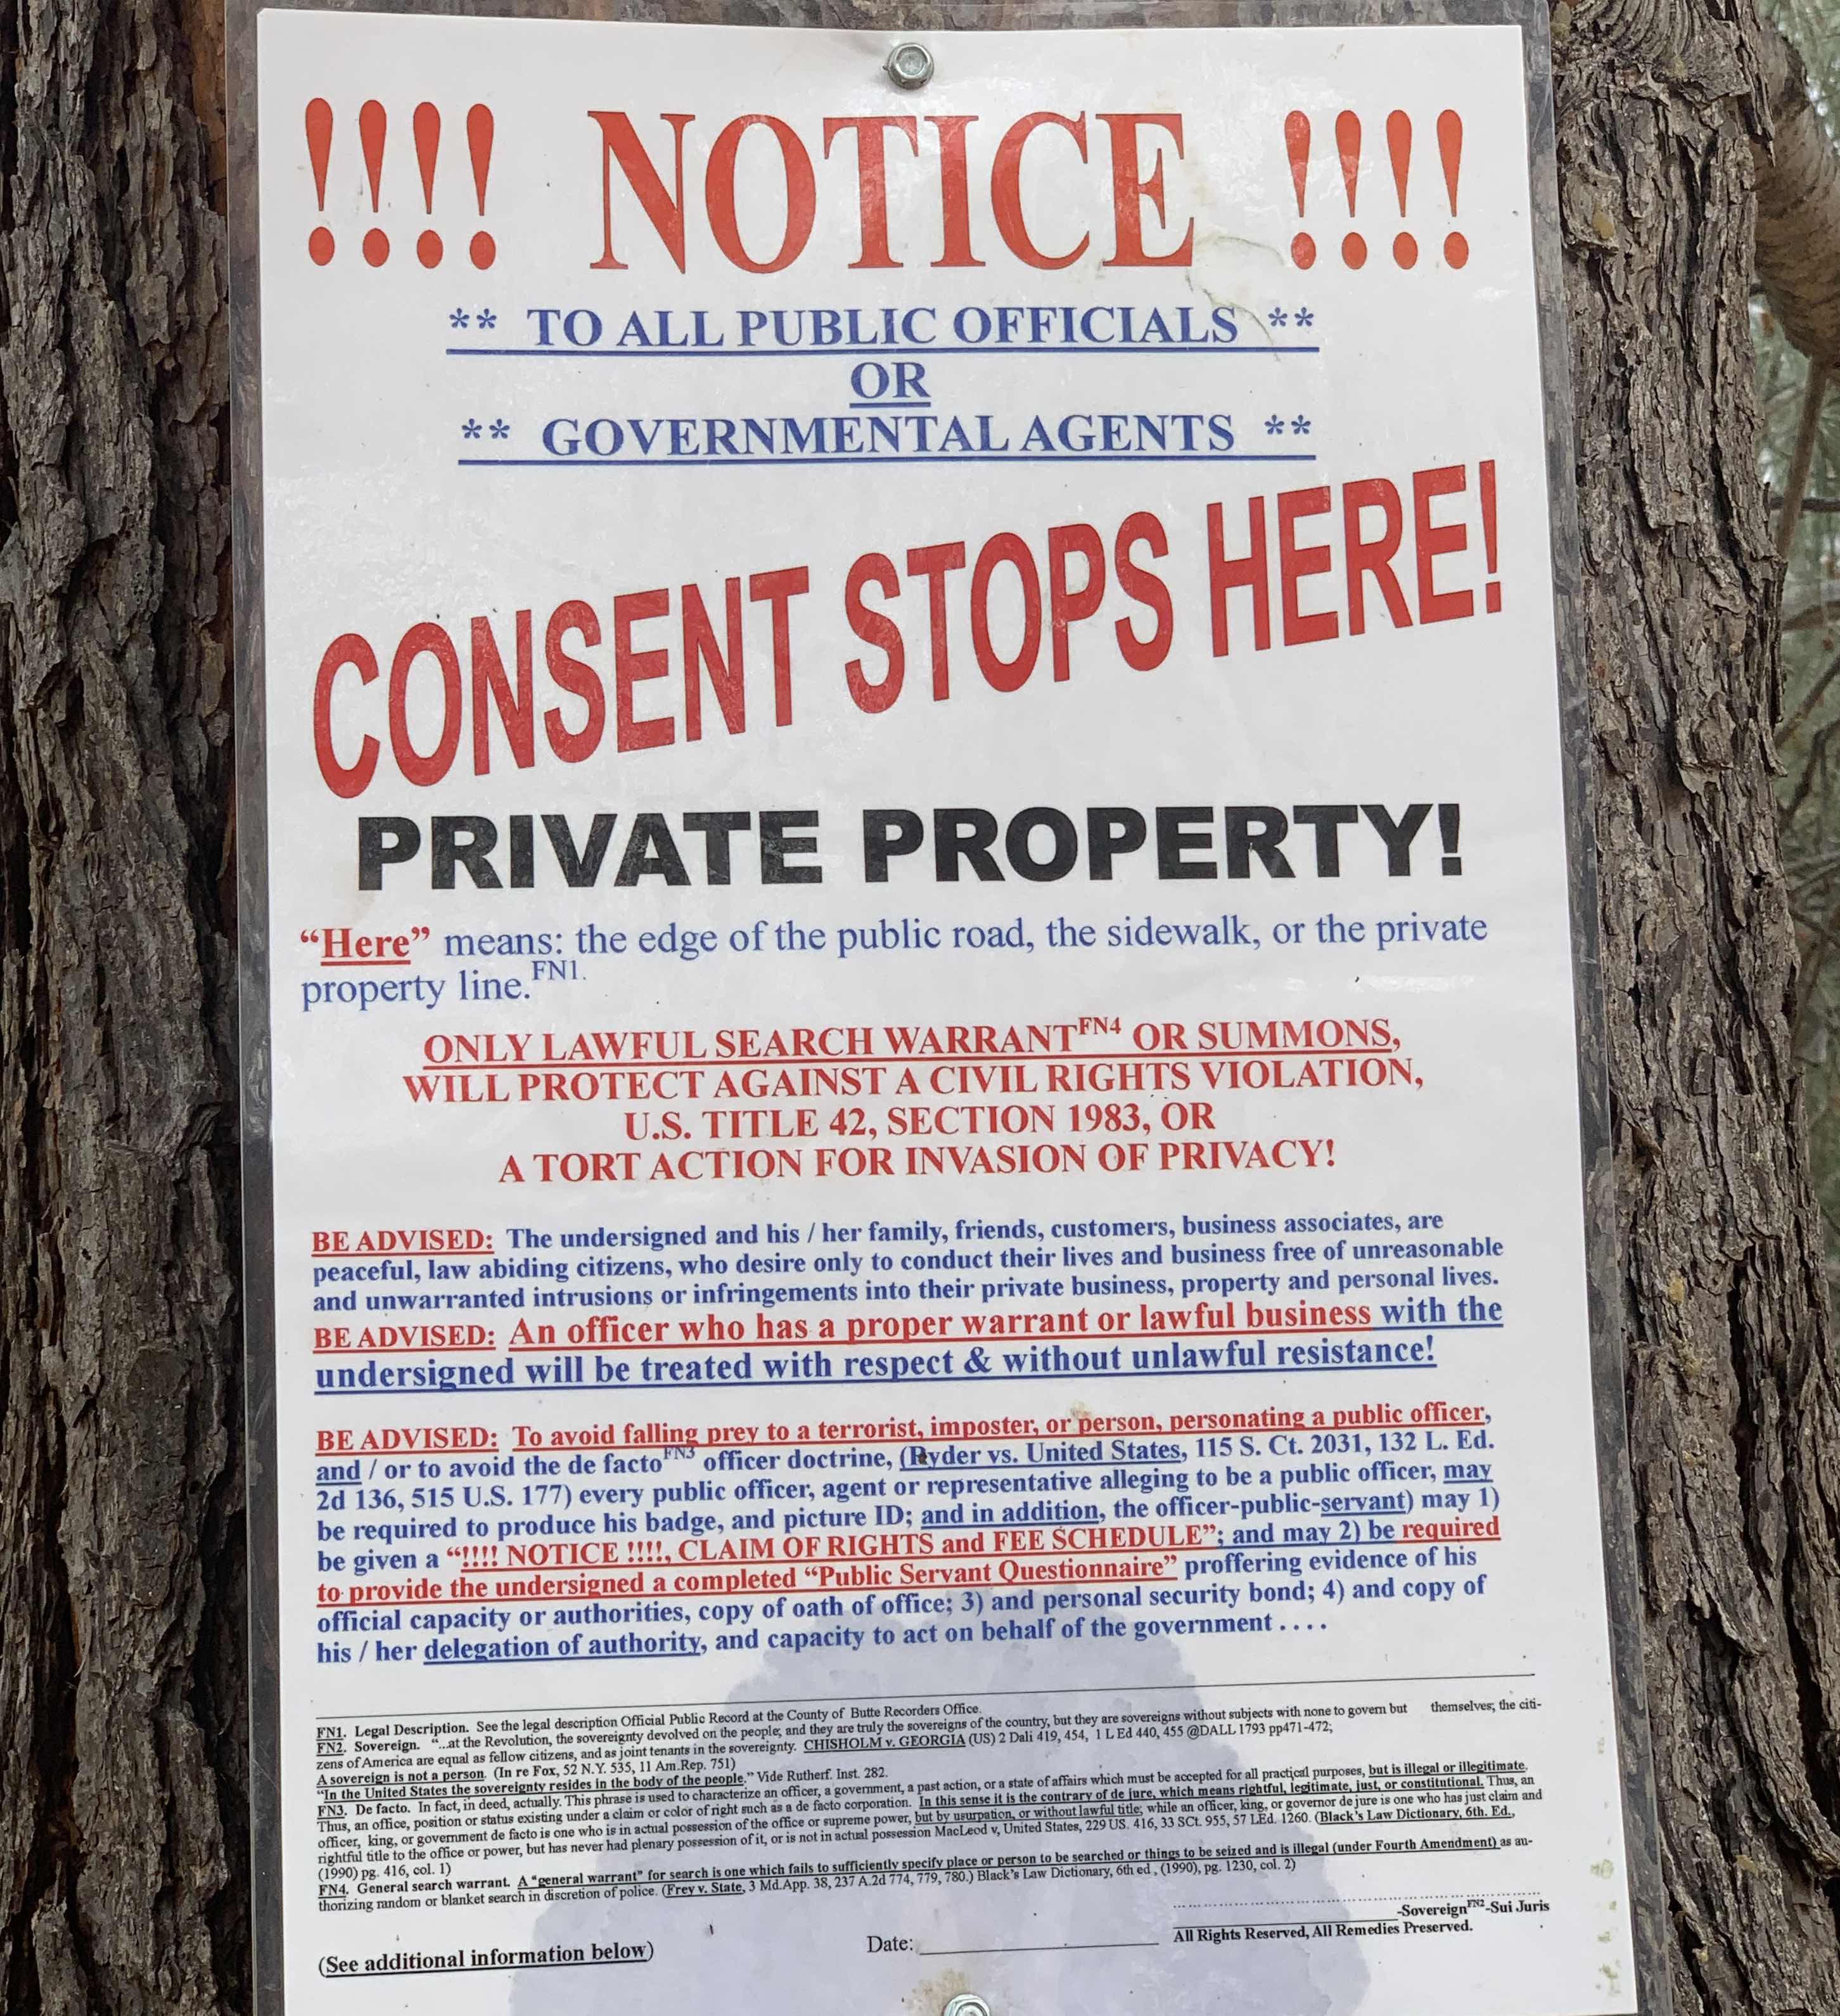 !!!! NOTICE !!!!
** TO ALL PUBLIC OFFICIALS **
OR
** GOVERNMENTAL AGENTS **
CONSENT STOPS HERE!
PRIVATE PROPERTY!
“Here” means: the edge of the public road, the sidewalk, or the private
property line.FN1.
ONLY LAWFUL SEARCH WARRANTFN4 OR SUMMONS,
WILL PROTECT AGAINST A CIVIL RIGHTS VIOLATION,
U.S. TITLE 42, SECTION 1983, OR
A TORT ACTION FOR INVASION OF PRIVACY!
BE ADVISED: The undersigned and his / her family, friends, customers, business associates, are
peaceful, law abiding citizens, who desire only to conduct their lives and business free of unreasonable
and unwarranted intrusions or infringements into their private business, property and personal lives.
BE ADVISED: An officer who has a proper warrant or lawful business with the
undersigned will be treated with respect & without unlawful resistance!
BE ADVISED: To avoid falling prey to a terrorist, imposter, or person, personating a public officer,
and / or to avoid the de factoFN3 officer doctrine, (Ryder vs. United States, 115 S. Ct. 2031, 132 L. Ed.
2d 136, 515 U.S. 177) every public officer, agent or representative alleging to be a public officer, may
be required to produce his badge, and picture ID; and in addition, the officer-public-servant) may 1)
be given a “!!!! NOTICE !!!!, CLAIM OF RIGHTS and FEE SCHEDULE”; and may 2) be required
to provide the undersigned a completed “Public Servant Questionnaire” proffering evidence of his
official capacity or authorities, copy of oath of office; 3) and personal security bond; 4) and copy of
his / her delegation of authority, and capacity to act on behalf of the government . . . .
FN1. Legal Description. See the legal description Official Public Record at the County of Butte Recorders Office.
FN2. Sovereign. “...at the Revolution, the sovereignty devolved on the people; and they are truly the sovereigns of the country, but they are sovereigns without subjects with none to govern but themselves; the citi-
zens of America are equal as fellow citizens, and as joint tenants in the sovereignty. CHISHOLM v. GEORGIA (US) 2 Dali 419, 454, 1 L Ed 440, 455 @DALL 1793 pp471-472;
A sovereign is not a person. (In re Fox, 52 N.Y. 535, 11 Am.Rep. 751)
“In the United States the sovereignty resides in the body of the people.” Vide Rutherf. Inst. 282.
FN3. De facto. In fact, in deed, actually. This phrase is used to characterize an officer, a government, a past action, or a state of affairs which must be accepted for all practical purposes, but is illegal or illegitimate.
Thus, an office, position or status existing under a claim or color of right such as a de facto corporation. In this sense it is the contrary of de jure, which means rightful, legitimate, just, or constitutional. Thus, an
officer, king, or government de facto is one who is in actual possession of the office or supreme power, but by usurpation, or without lawful title; while an officer, king, or governor de jure is one who has just claim and
rightful title to the office or power, but has never had plenary possession of it, or is not in actual possession MacLeod v, United States, 229 US. 416, 33 SCt. 955, 57 LEd. 1260. (Black's Law Dictionary, 6th. Ed.,
(1990) pg. 416, col. 1)
FN4. General search warrant. A “general warrant” for search is one which fails to sufficiently specify place or person to be searched or things to be seized and is illegal (under Fourth Amendment) as au-
thorizing random or blanket search in discretion of police. (Frey v. State, 3 Md.App. 38, 237 A.2d 774, 779, 780.) Black's Law Dictionary, 6th ed , (1990), pg. 1230, col. 2)
-SovereignFN2-Sui Juris
(See additional information below) Date: All Rights Reserved, All Remedies Preserved.